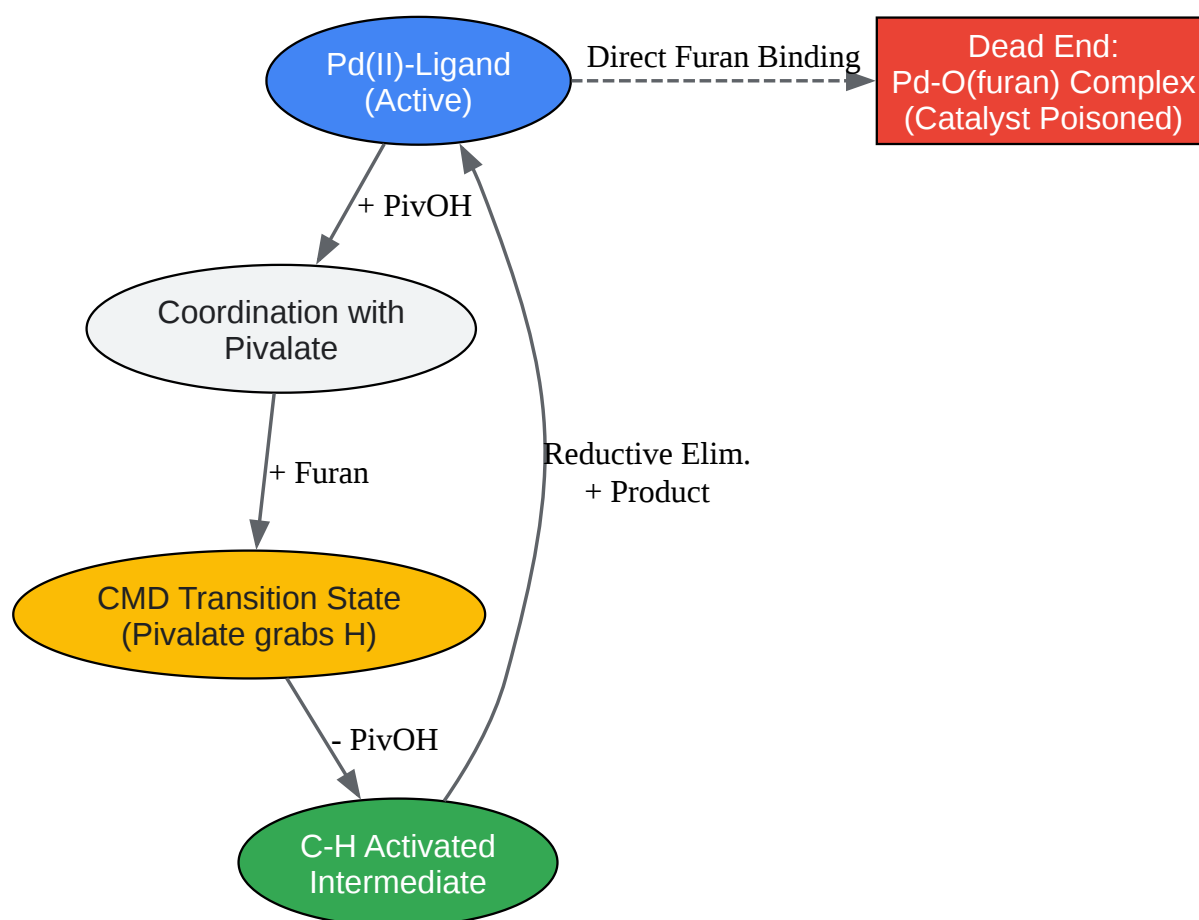 Pd(II)-Ligand
(Active)
Direct Furan Binding
Dead End:
Pd-O(furan) Complex
(Catalyst Poisoned)
+ PivOH
Coordination with
Pivalate
+ Furan
Reductive Elim.
+ Product
CMD Transition State
(Pivalate grabs H)
- PivOH
C-H Activated
Intermediate